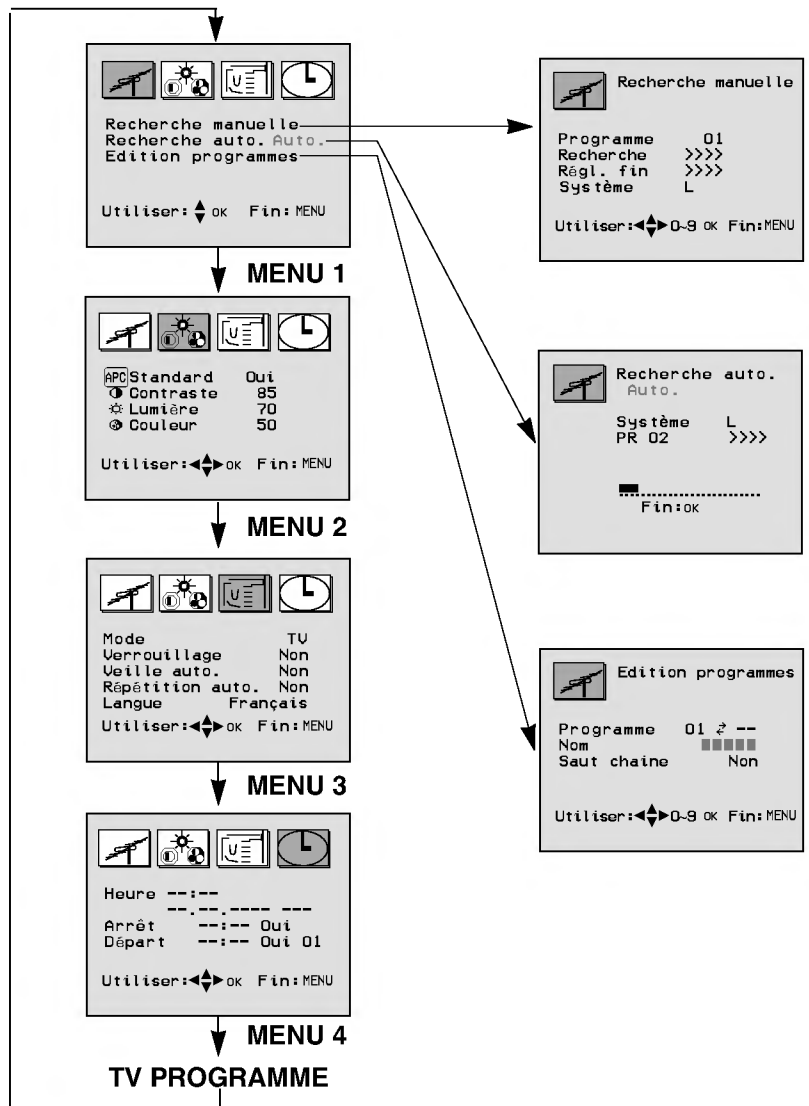 Recherche manuelle
Recherche auto. Auto.
Edition programmes
Utiliser: OK Fin: MENU
MENU 1
APC Standard Oui
Contraste 85
Lumière 70
Couleur 50
Utiliser: OK Fin: MENU
MENU 2
Mode TV
Verrouillage Non
Veille auto. Non
Répétition auto. Non
Langue Français
Utiliser: OK Fin: MENU
MENU 3
Heure --:--
--.--.---- ---
Arrêt --:-- Oui
Départ --:-- Oui 01
Utiliser: OK Fin: MENU
MENU 4
TV PROGRAMME
Recherche manuelle
Programme 01
Recherche >>>>
Régl. fin >>>>
Système L
Utiliser: 0~9 OK Fin: MENU
Recherche auto.
Auto.
Système L
PR 02 >>>>
Fin: OK
Edition programmes
Programme 01 ⇄ --
Nom
Saut chaine Non
Utiliser: 0~9 OK Fin: MENU